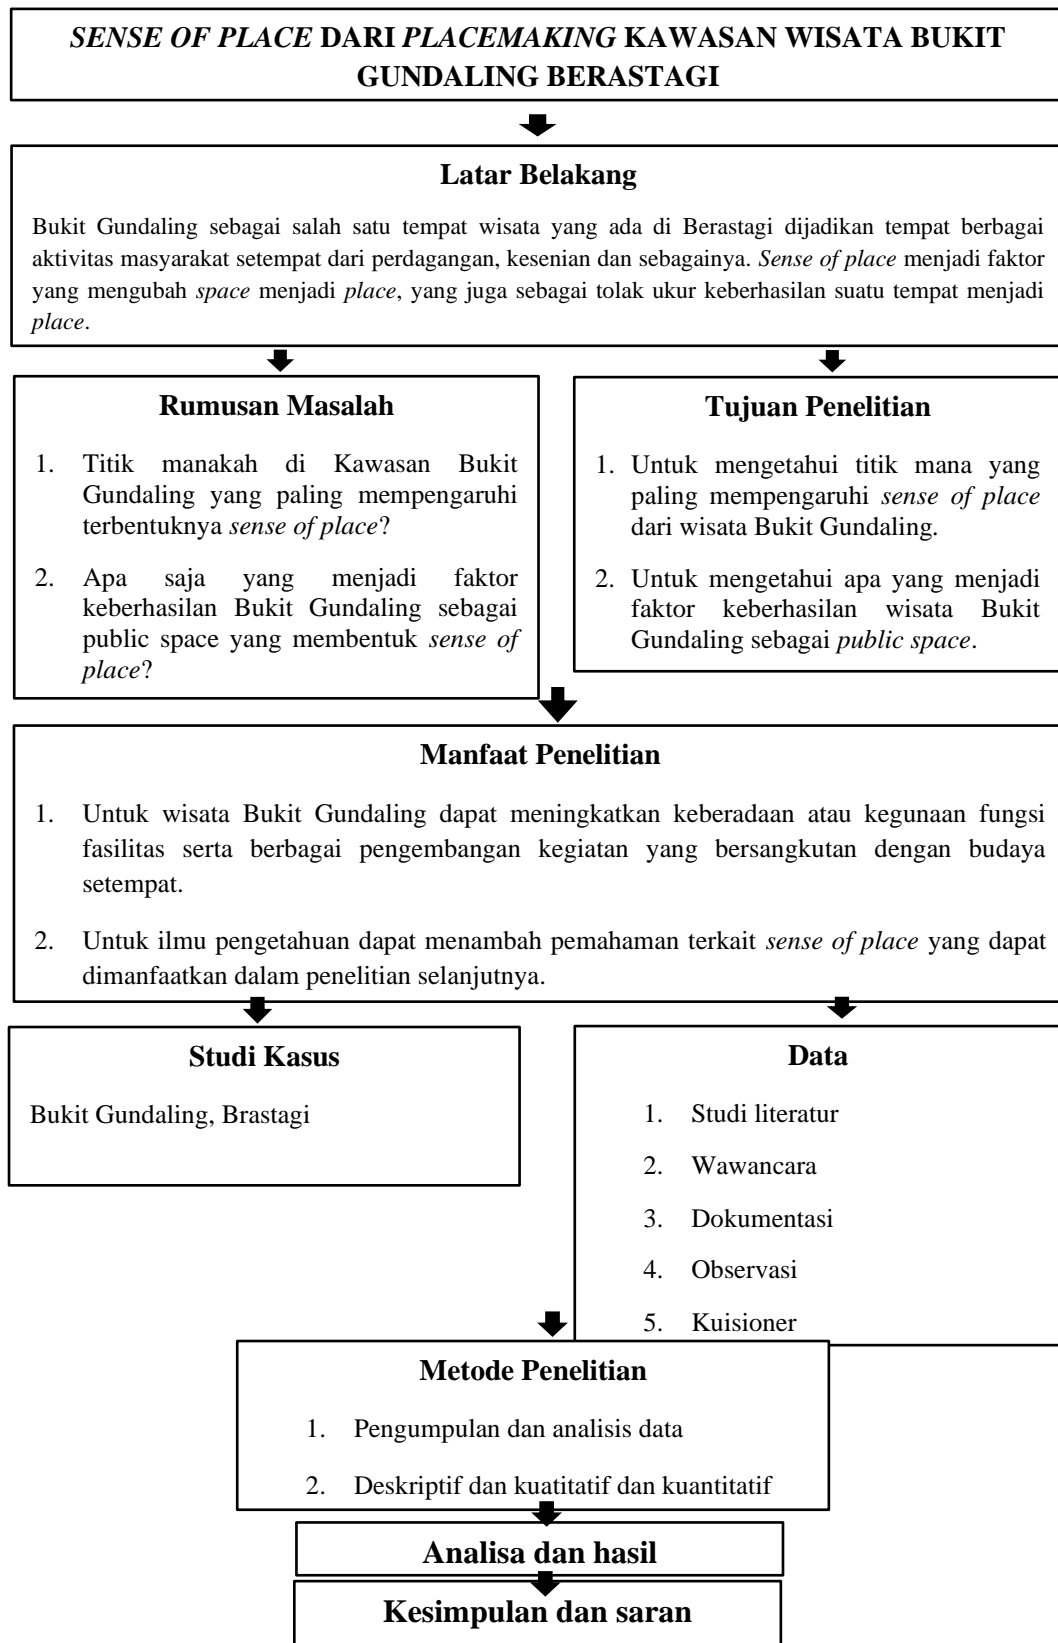 SENSE OF PLACE DARI PLACEMAKING KAWASAN WISATA BUKIT
GUNDALING BERASTAGI
Latar Belakang
Bukit Gundaling sebagai salah satu tempat wisata yang ada di Berastagi dijadikan tempat berbagai
aktivitas masyarakat setempat dari perdagangan, kesenian dan sebagainya. Sense of place menjadi faktor
yang mengubah space menjadi place, yang juga sebagai tolak ukur keberhasilan suatu tempat menjadi
place.
Rumusan Masalah
1. Titik manakah di Kawasan Bukit
Gundaling yang paling mempengaruhi
terbentuknya sense of place?
2. Apa saja yang menjadi faktor
keberhasilan Bukit Gundaling sebagai
public space yang membentuk sense of
place?
Tujuan Penelitian
1. Untuk mengetahui titik mana yang
paling mempengaruhi sense of place
dari wisata Bukit Gundaling.
2. Untuk mengetahui apa yang menjadi
faktor keberhasilan wisata Bukit
Gundaling sebagai public space.
Manfaat Penelitian
1. Untuk wisata Bukit Gundaling dapat meningkatkan keberadaan atau kegunaan fungsi
fasilitas serta berbagai pengembangan kegiatan yang bersangkutan dengan budaya
setempat.
2. Untuk ilmu pengetahuan dapat menambah pemahaman terkait sense of place yang dapat
dimanfaatkan dalam penelitian selanjutnya.
Studi Kasus
Bukit Gundaling, Brastagi
Data
1. Studi literatur
2. Wawancara
3. Dokumentasi
4. Observasi
5. Kuisioner
Metode Penelitian
1. Pengumpulan dan analisis data
2. Deskriptif dan kuatitatif dan kuantitatif
Analisa dan hasil
Kesimpulan dan saran